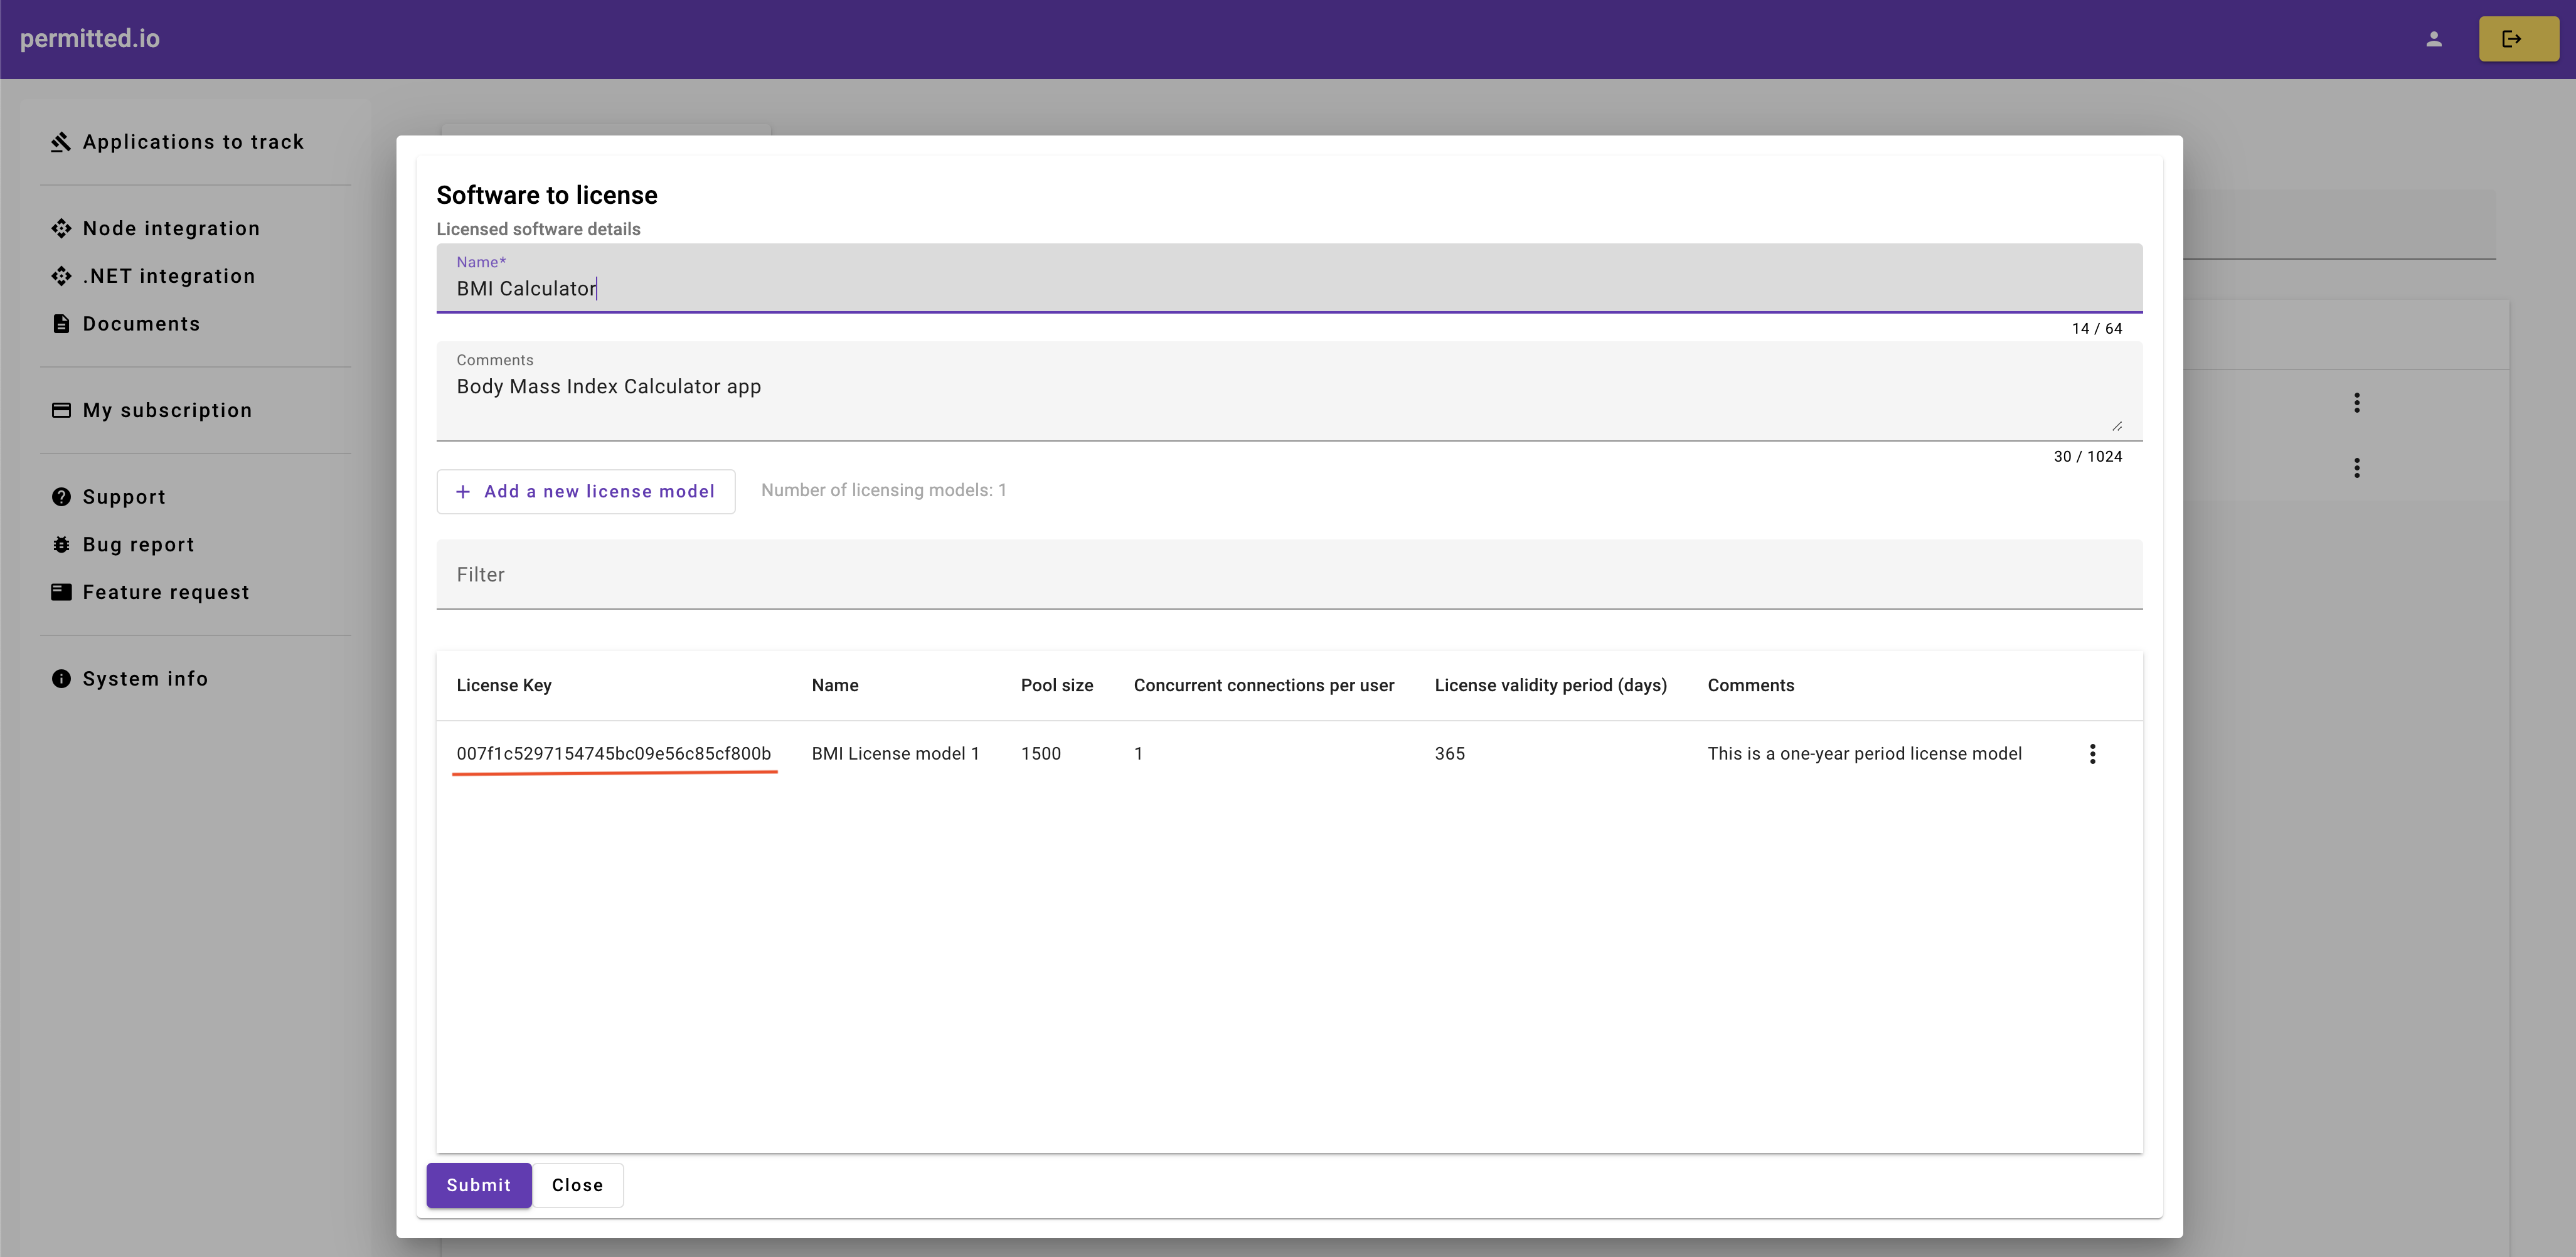 permitted.io
Applications to track
Node integration
.NET integration
Documents
My subscription
Support
Bug report
Feature request
System info
Software to license
Licensed software details
Name*
BMI Calculator
14 / 64
Comments
Body Mass Index Calculator app
30 / 1024
+ Add a new license model Number of licensing models: 1
Filter
License Key Name Pool size Concurrent connections per user License validity period (days) Comments
007f1c5297154745bc09e56c85cf800b BMI License model 1 1500 1 365 This is a one-year period license model
Submit Close